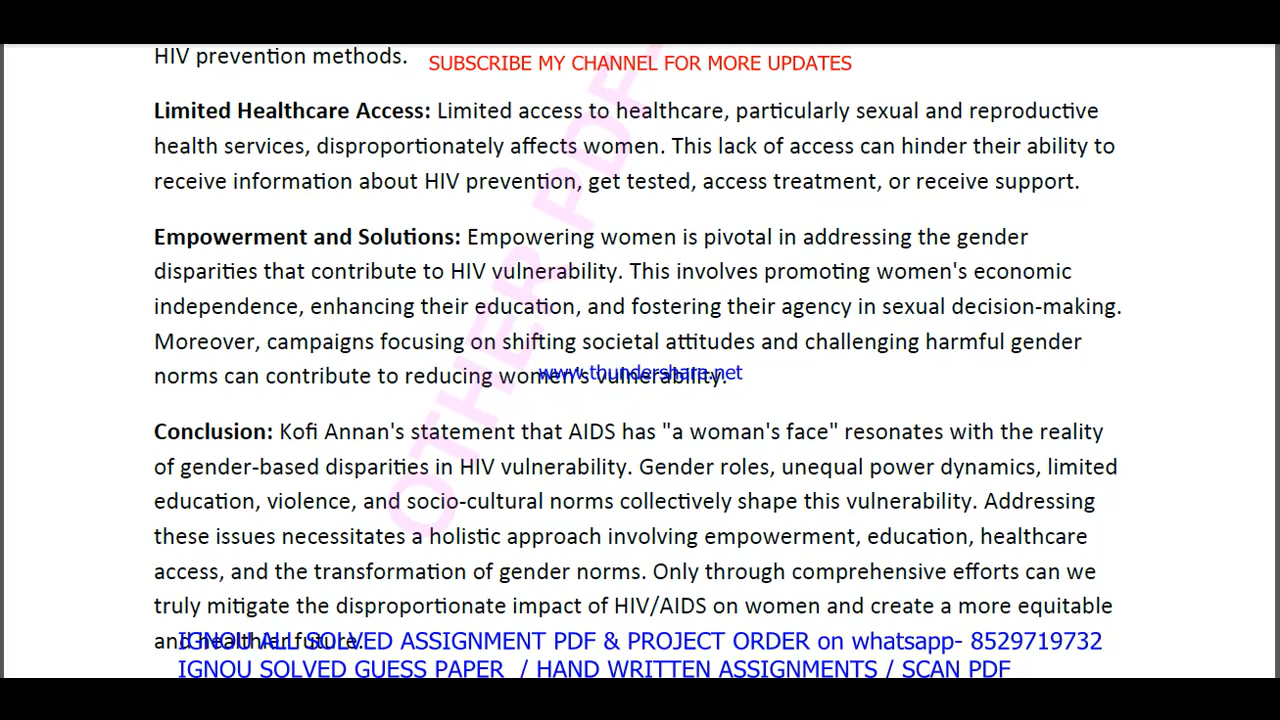 HIV prevention methods.
SUBSCRIBE MY CHANNEL FOR MORE UPDATES
Limited Healthcare Access: Limited access to healthcare, particularly sexual and reproductive
health services, disproportionately affects women. This lack of access can hinder their ability to
receive information about HIV prevention, get tested, access treatment, or receive support.
Empowerment and Solutions: Empowering women is pivotal in addressing the gender
disparities that contribute to HIV vulnerability. This involves promoting women's economic
independence, enhancing their education, and fostering their agency in sexual decision-making.
Moreover, campaigns focusing on shifting societal attitudes and challenging harmful gender
norms can contribute to reducing women's vulnerability.
www.thundershare.net
Conclusion: Kofi Annan's statement that AIDS has "a woman's face" resonates with the reality
of gender-based disparities in HIV vulnerability. Gender roles, unequal power dynamics, limited
education, violence, and socio-cultural norms collectively shape this vulnerability. Addressing
these issues necessitates a holistic approach involving empowerment, education, healthcare
access, and the transformation of gender norms. Only through comprehensive efforts can we
truly mitigate the disproportionate impact of HIV/AIDS on women and create a more equitable
and healthier future.
IGNOU ALL SOLVED ASSIGNMENT PDF & PROJECT ORDER on whatsapp- 8529719732
IGNOU SOLVED GUESS PAPER / HAND WRITTEN ASSIGNMENTS / SCAN PDF
OTHER PDF